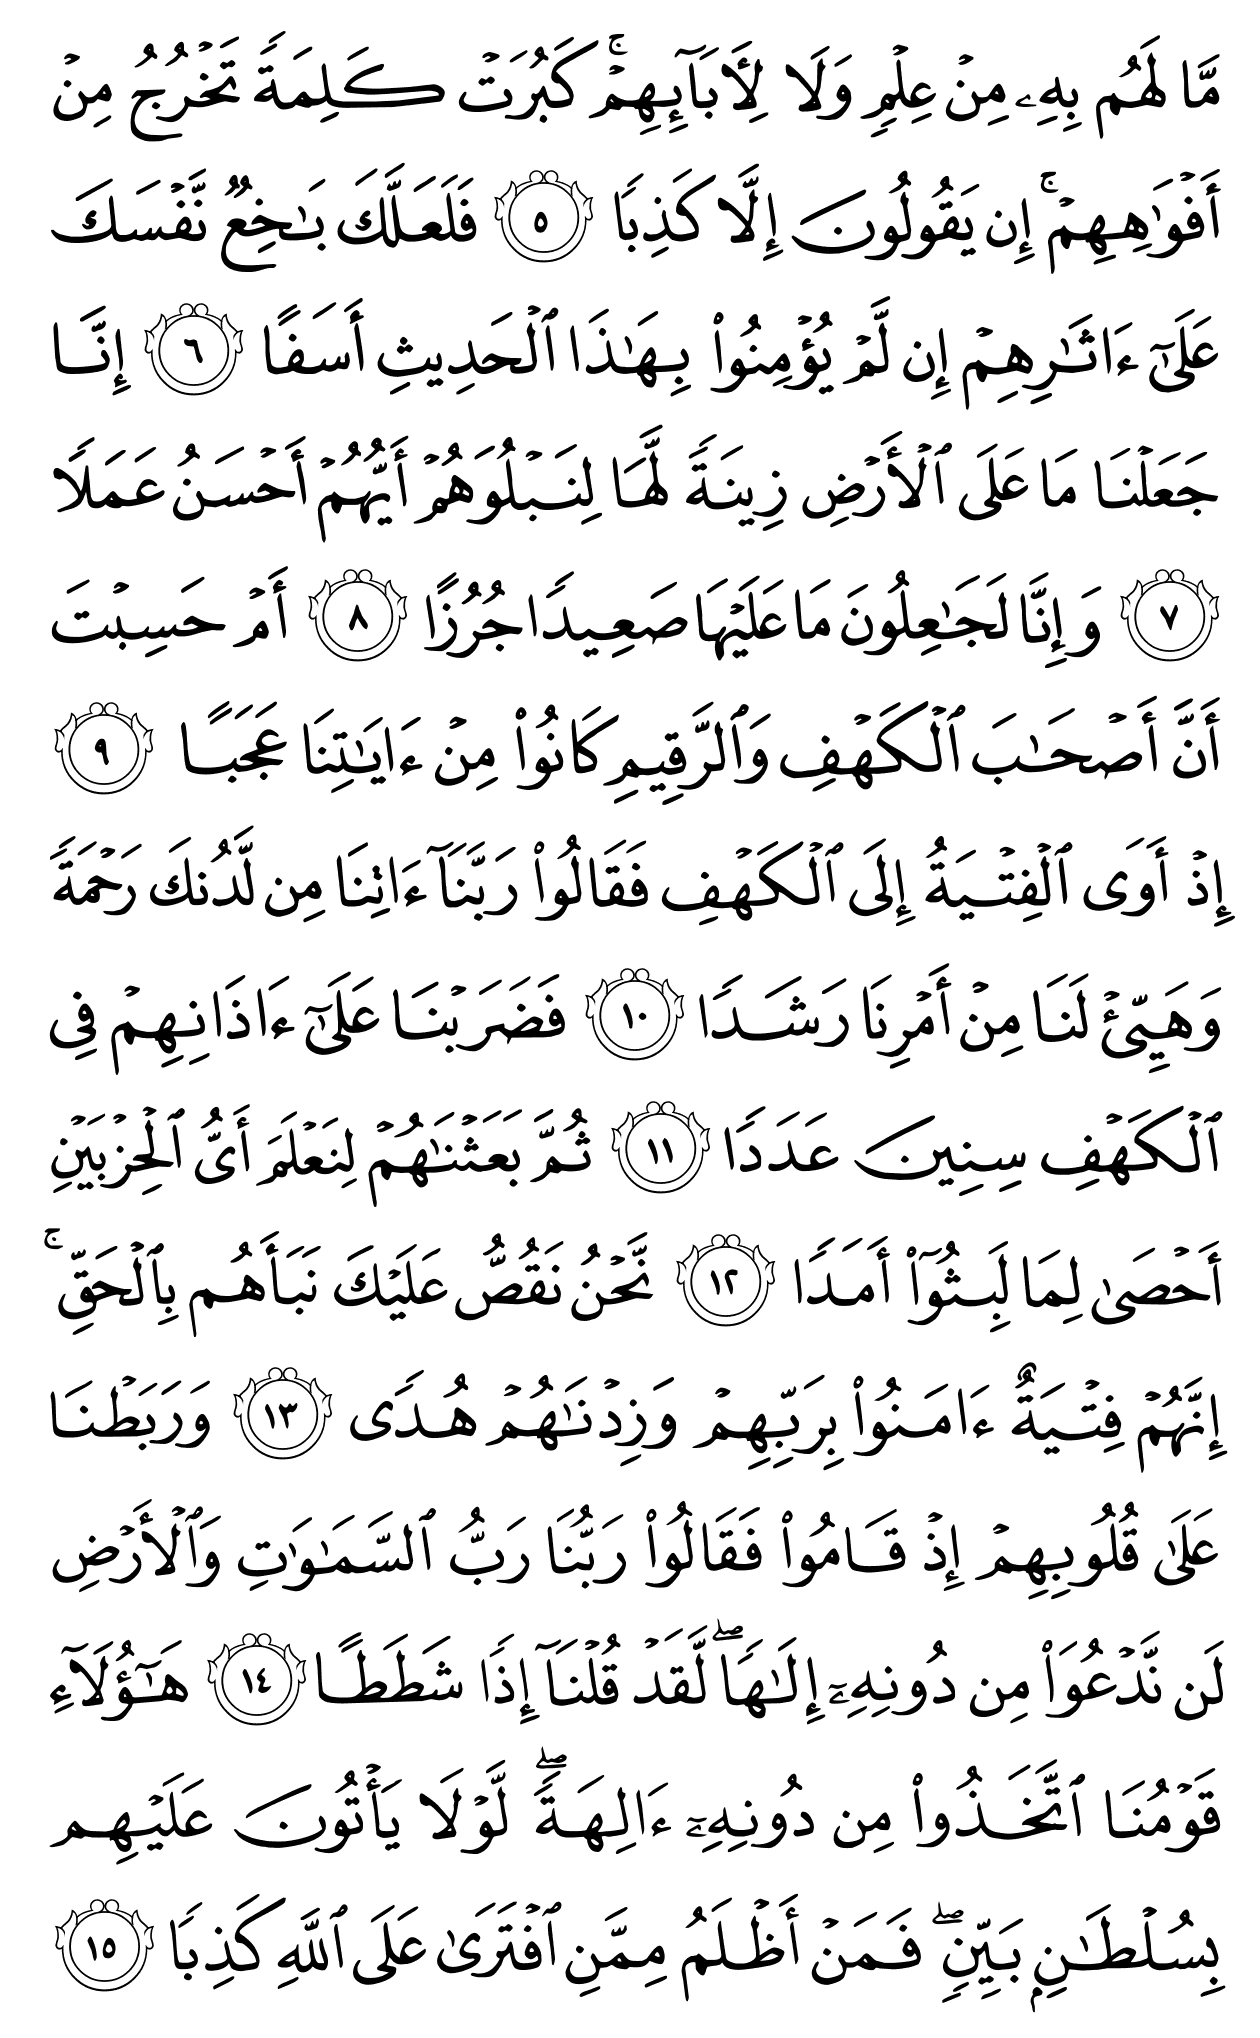 مَّا لَهُم بِهِۦ مِنۡ عِلۡمٖ وَلَا لِأٓبَآئِهِمۡۚ كَبُرَتۡ كَلِمَةٗ تَخۡرُجُ مِنۡ
أَفۡوَٰهِهِمۡۚ إِن يَقُولُونَ إِلَّا كَذِبٗا ٥ فَلَعَلَّكَ بَٰخِعٞ نَّفۡسَكَ
عَلَىٰٓ ءَاثَٰرِهِمۡ إِن لَّمۡ يُؤۡمِنُواْ بِهَٰذَا ٱلۡحَدِيثِ أَسَفًا ٦ إِنَّا
جَعَلۡنَا مَا عَلَى ٱلۡأَرۡضِ زِينَةٗ لَّهَا لِنَبۡلُوَهُمۡ أَيُّهُمۡ أَحۡسَنُ عَمَلٗا
٧ وَإِنَّا لَجَٰعِلُونَ مَا عَلَيۡهَا صَعِيدٗا جُرُزًا ٨ أَمۡ حَسِبۡتَ
أَنَّ أَصۡحَٰبَ ٱلۡكَهۡفِ وَٱلرَّقِيمِ كَانُواْ مِنۡ ءَايَٰتِنَا عَجَبًا ٩
إِذۡ أَوَى ٱلۡفِتۡيَةُ إِلَى ٱلۡكَهۡفِ فَقَالُواْ رَبَّنَآ ءَاتِنَا مِن لَّدُنكَ رَحۡمَةٗ
وَهَيِّئۡ لَنَا مِنۡ أَمۡرِنَا رَشَدٗا ١٠ فَضَرَبۡنَا عَلَىٰٓ ءَاذَانِهِمۡ فِي
ٱلۡكَهۡفِ سِنِينَ عَدَدٗا ١١ ثُمَّ بَعَثۡنَٰهُمۡ لِنَعۡلَمَ أَيُّ ٱلۡحِزۡبَيۡنِ
أَحۡصَىٰ لِمَا لَبِثُوٓاْ أَمَدٗا ١٢ نَّحۡنُ نَقُصُّ عَلَيۡكَ نَبَأَهُم بِٱلۡحَقِّۚ
إِنَّهُمۡ فِتۡيَةٌ ءَامَنُواْ بِرَبِّهِمۡ وَزِدۡنَٰهُمۡ هُدٗى ١٣ وَرَبَطۡنَا
عَلَىٰ قُلُوبِهِمۡ إِذۡ قَامُواْ فَقَالُواْ رَبُّنَا رَبُّ ٱلسَّمَٰوَٰتِ وَٱلۡأَرۡضِ
لَن نَّدۡعُوَاْ مِن دُونِهِۦٓ إِلَٰهٗاۖ لَّقَدۡ قُلۡنَآ إِذٗا شَطَطًا ١٤ هَٰٓؤُلَآءِ
قَوۡمُنَا ٱتَّخَذُواْ مِن دُونِهِۦٓ ءَالِهَةٗۖ لَّوۡلَا يَأۡتُونَ عَلَيۡهِم
بِسُلۡطَٰنِۭ بَيِّنٖۖ فَمَنۡ أَظۡلَمُ مِمَّنِ ٱفۡتَرَىٰ عَلَى ٱللَّهِ كَذِبٗا ١٥